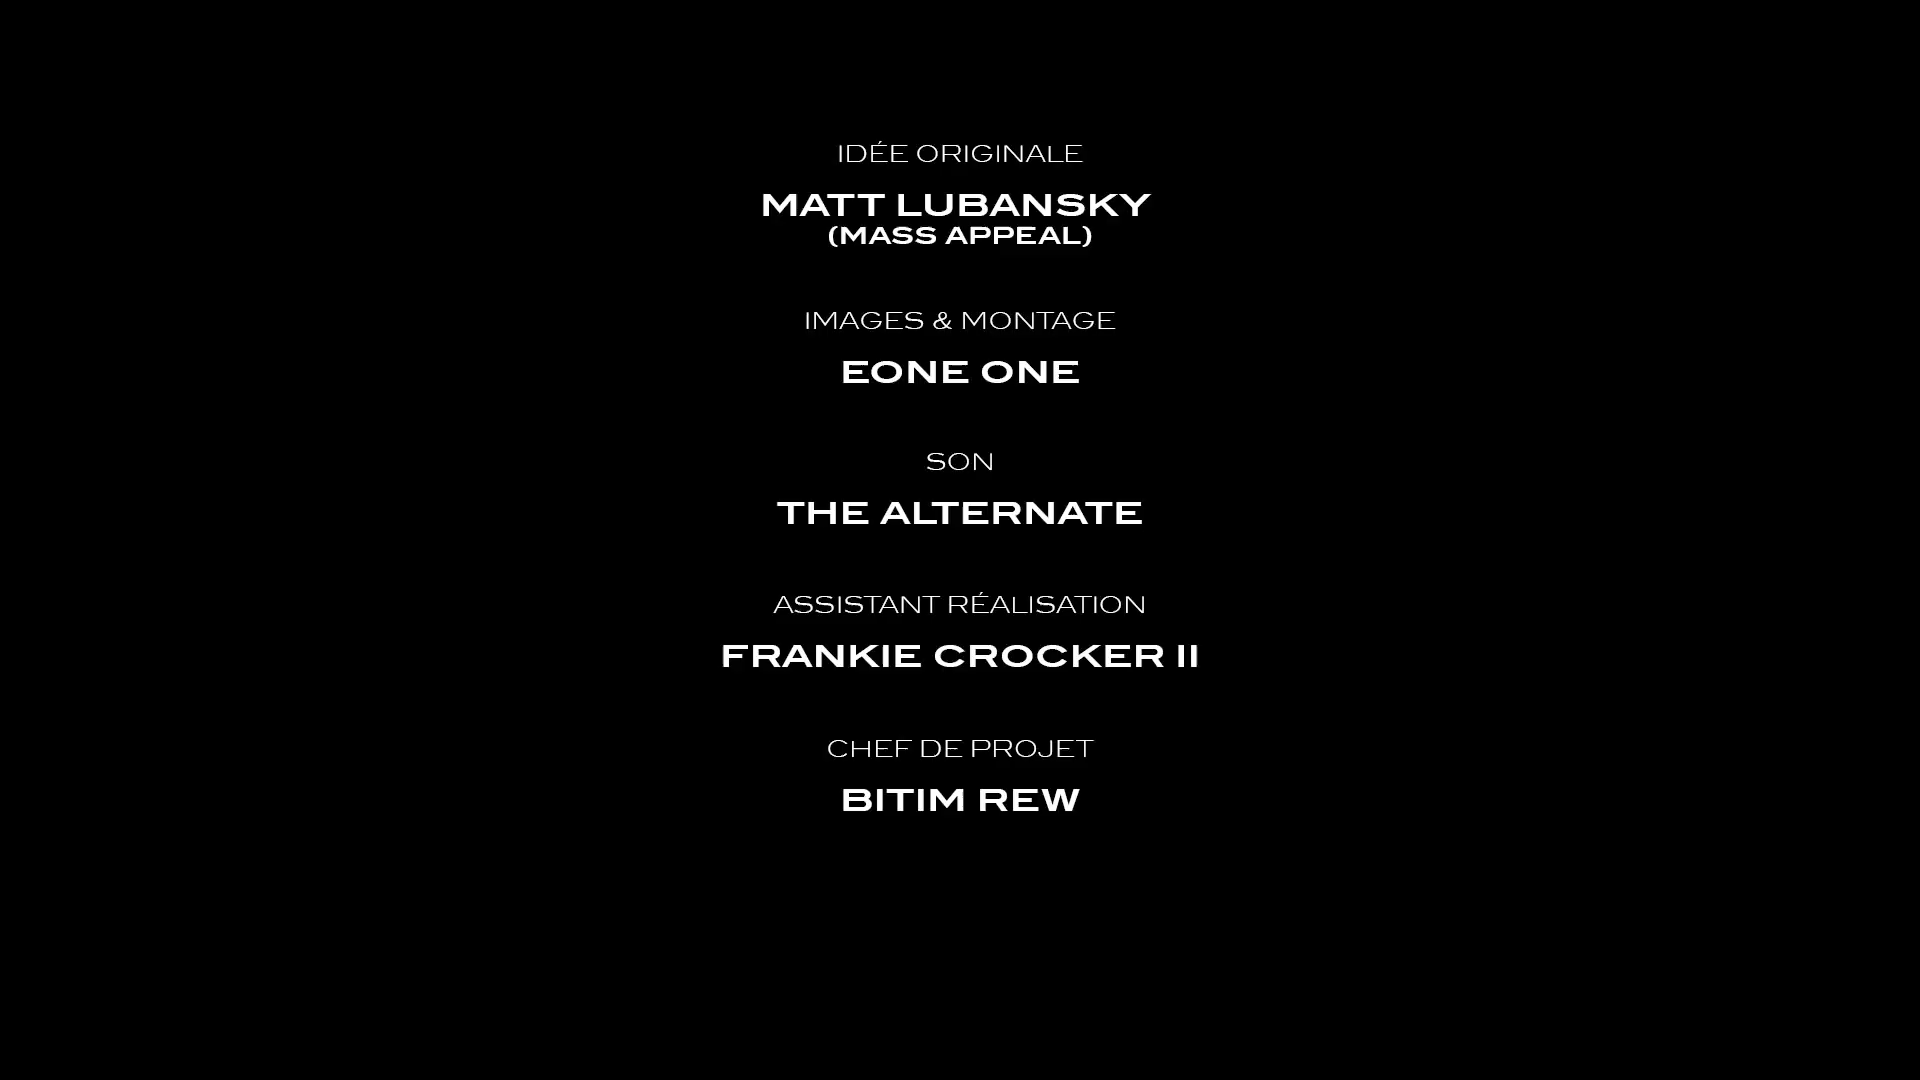 IDÉE ORIGINALE
MATT LUBANSKY
(MASS APPEAL)
IMAGES & MONTAGE
EONE ONE
SON
THE ALTERNATE
ASSISTANT RÉALISATION
FRANKIE CROCKER II
CHEF DE PROJET
BITIM REW